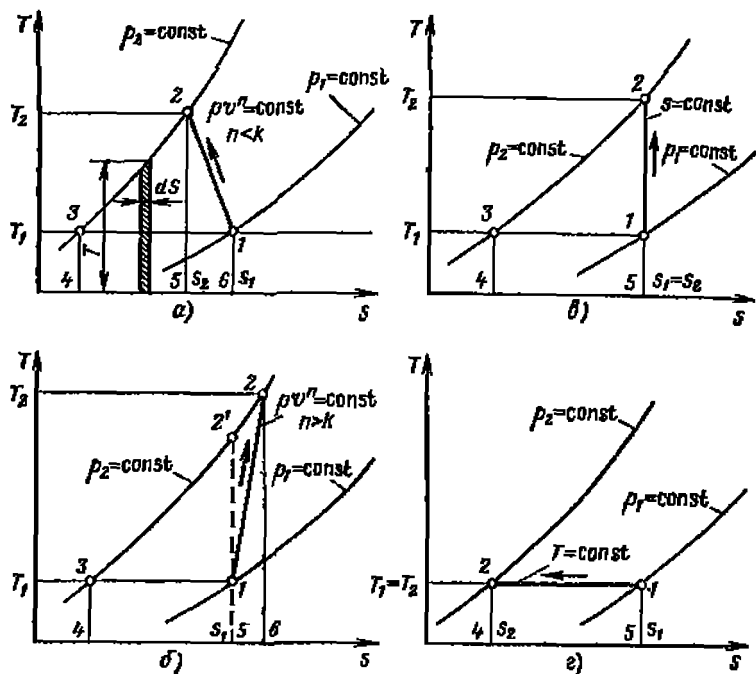 T
p₂=const
2
T₂
pvⁿ=const
n<k
p₁=const
dS
3
T₁
T
1
4
5
s₂
6
s₁
s
а)
T
p₁=const
2
T₂
s=const
p₂=const
p₁=const
3
1
T₁
4
5
s₁=s₂
s
в)
T
2
T₂
pvⁿ=const
n>k
2'
p₂=const
p₁=const
3
T₁
1
4
s₁
5
6
s
б)
T
p₂=const
p₁=const
T=const
2
T₁=T₂
1
4
s₂
5
s₁
s
г)